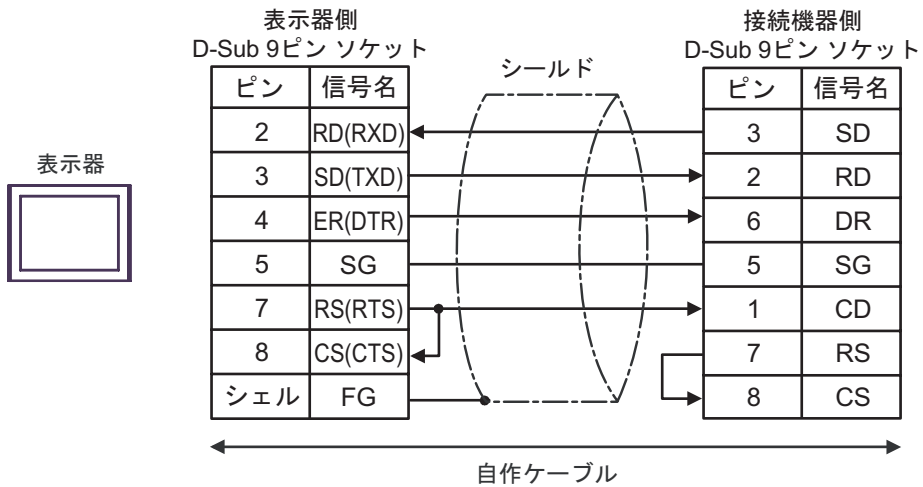 表示器側
D-Sub 9ピン ソケット
接続機器側
D-Sub 9ピン ソケット
シールド
表示器
ピン 信号名
2 RD(RXD)
3 SD(TXD)
4 ER(DTR)
5 SG
7 RS(RTS)
8 CS(CTS)
シェル FG
ピン 信号名
3 SD
2 RD
6 DR
5 SG
1 CD
7 RS
8 CS
自作ケーブル